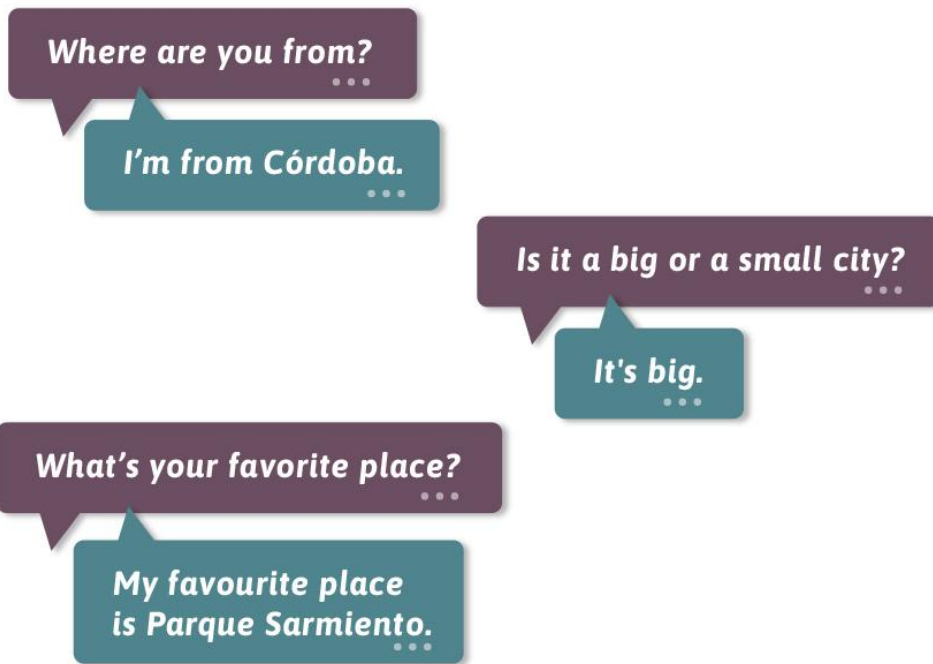 Where are you from?
I’m from Córdoba.
Is it a big or a small city?
It's big.
What’s your favorite place?
My favourite place
is Parque Sarmiento.